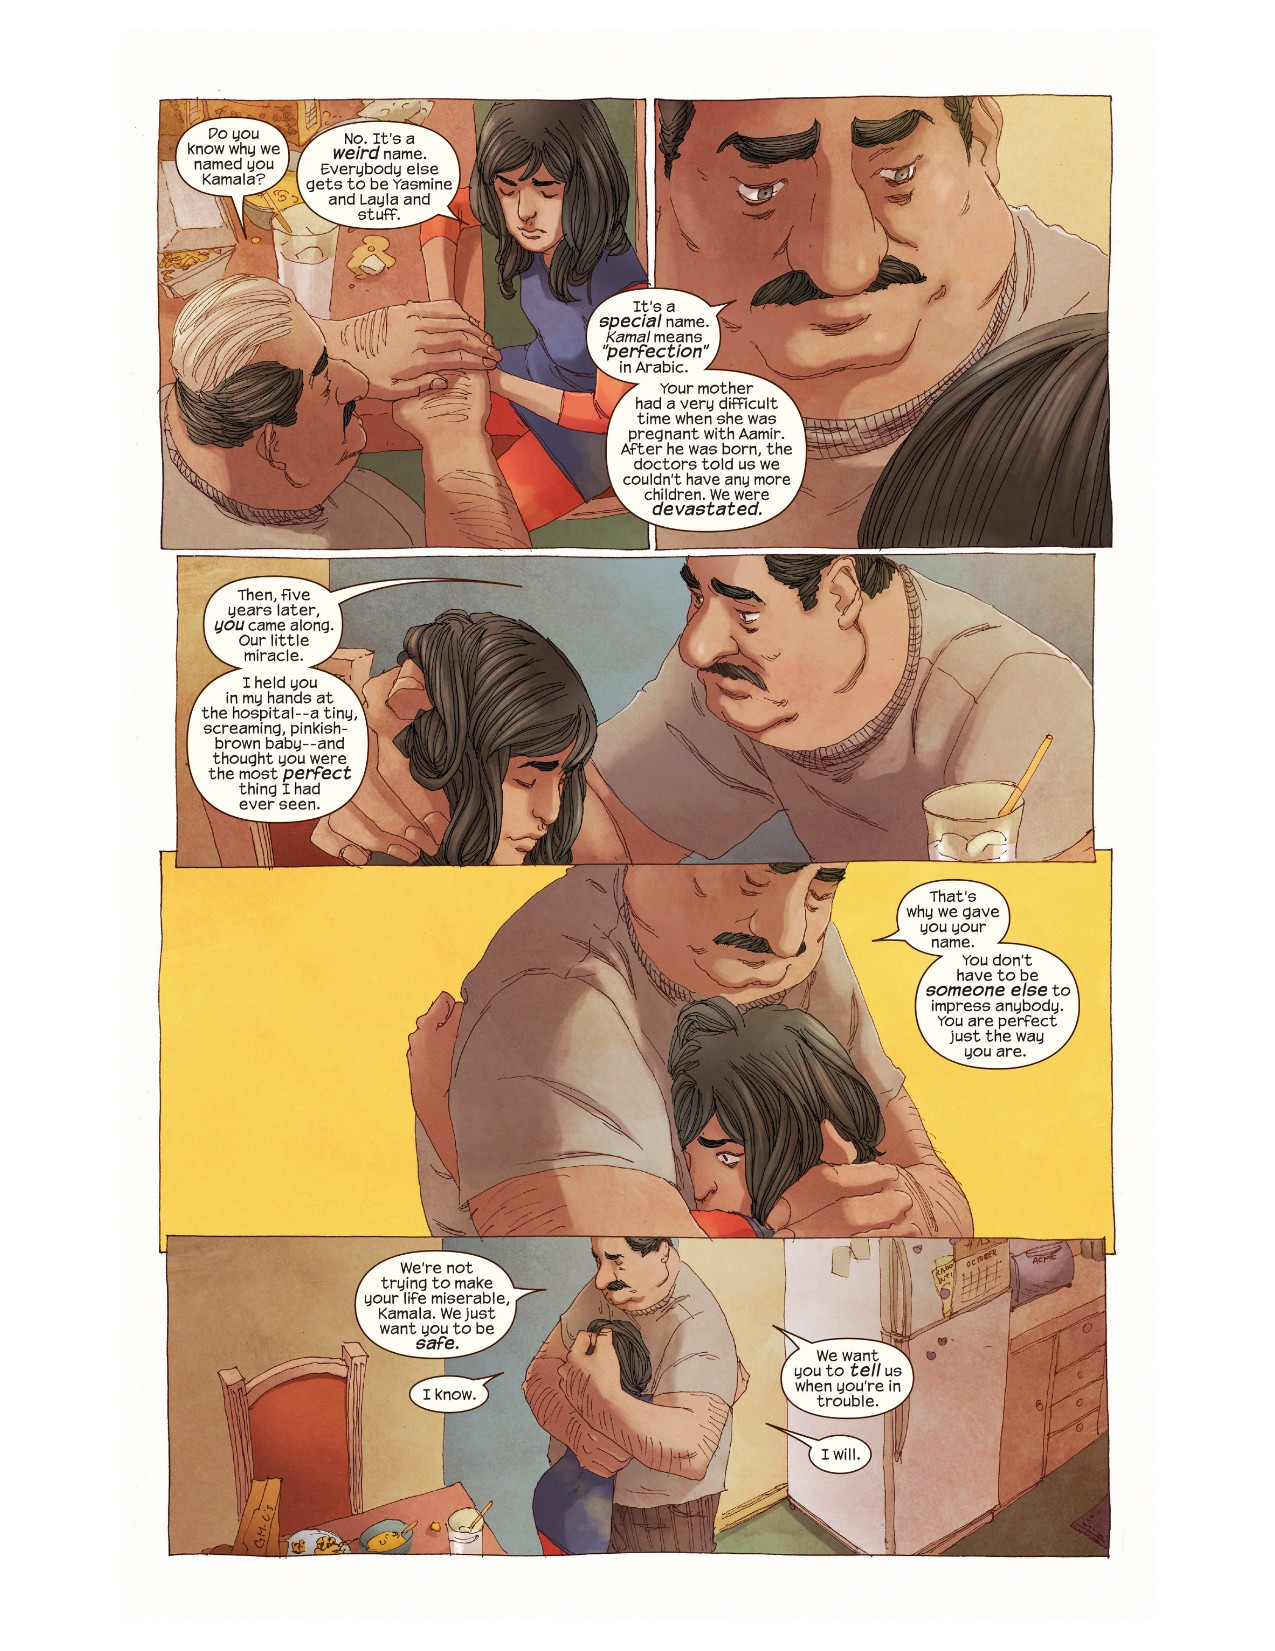 Do you
know why we
named you
Kamala?
No. It's a
weird name.
Everybody else
gets to be Yasmine
and Layla and
stuff.
It's a
special name.
Kamal means
"perfection"
in Arabic.
Your mother
had a very difficult
time when she was
pregnant with Aamir.
After he was born, the
doctors told us we
couldn't have any more
children. We were
devastated.
Then, five
years later,
you came along.
Our little
miracle.
I held you
in my hands at
the hospital--a tiny,
screaming, pinkish-
brown baby--and
thought you were
the most perfect
thing I had
ever seen.
That's
why we gave
you your
name.
You don't
have to be
someone else to
impress anybody.
You are perfect
just the way
you are.
We're not
trying to make
your life miserable,
Kamala. We just
want you to be
safe.
I know.
We want
you to tell us
when you're in
trouble.
I will.
OCTOBER
ACME
GM-O's